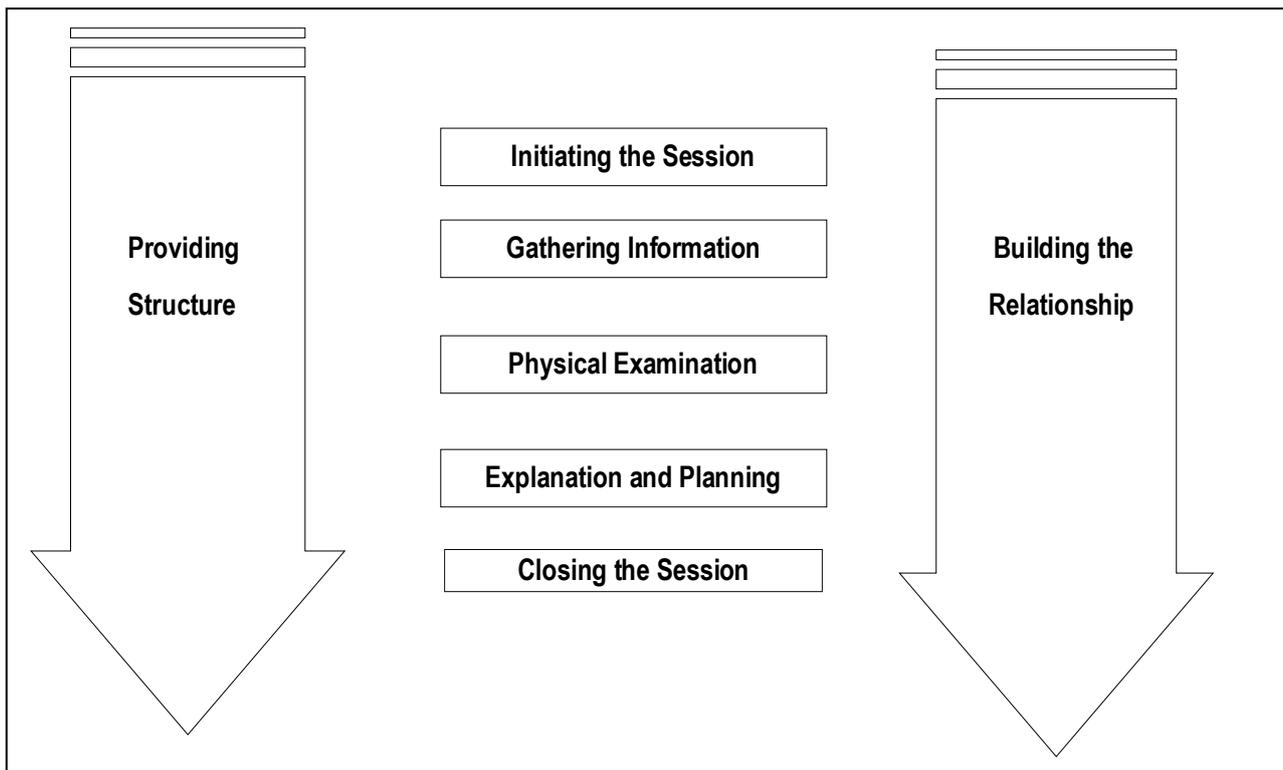 Initiating the Session
Providing
Structure
Gathering Information
Building the
Relationship
Physical Examination
Explanation and Planning
Closing the Session